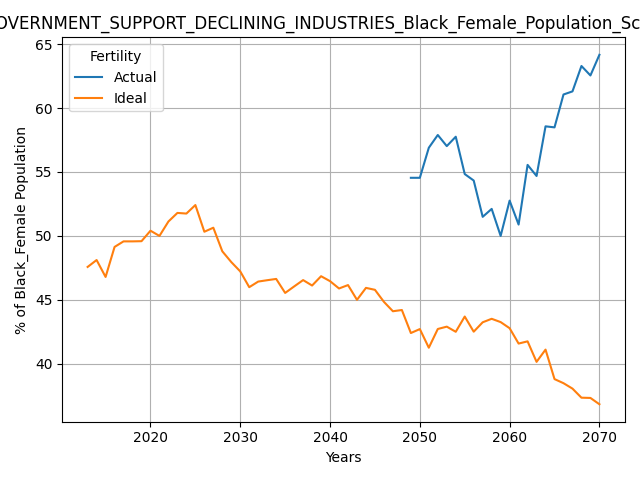 OVERNMENT_SUPPORT_DECLINING_INDUSTRIES_Black_Female_Population_Sc
65
60
55
50
45
40
% of Black_Female Population
Fertility
Actual
Ideal
2020 2030 2040 2050 2060 2070
Years